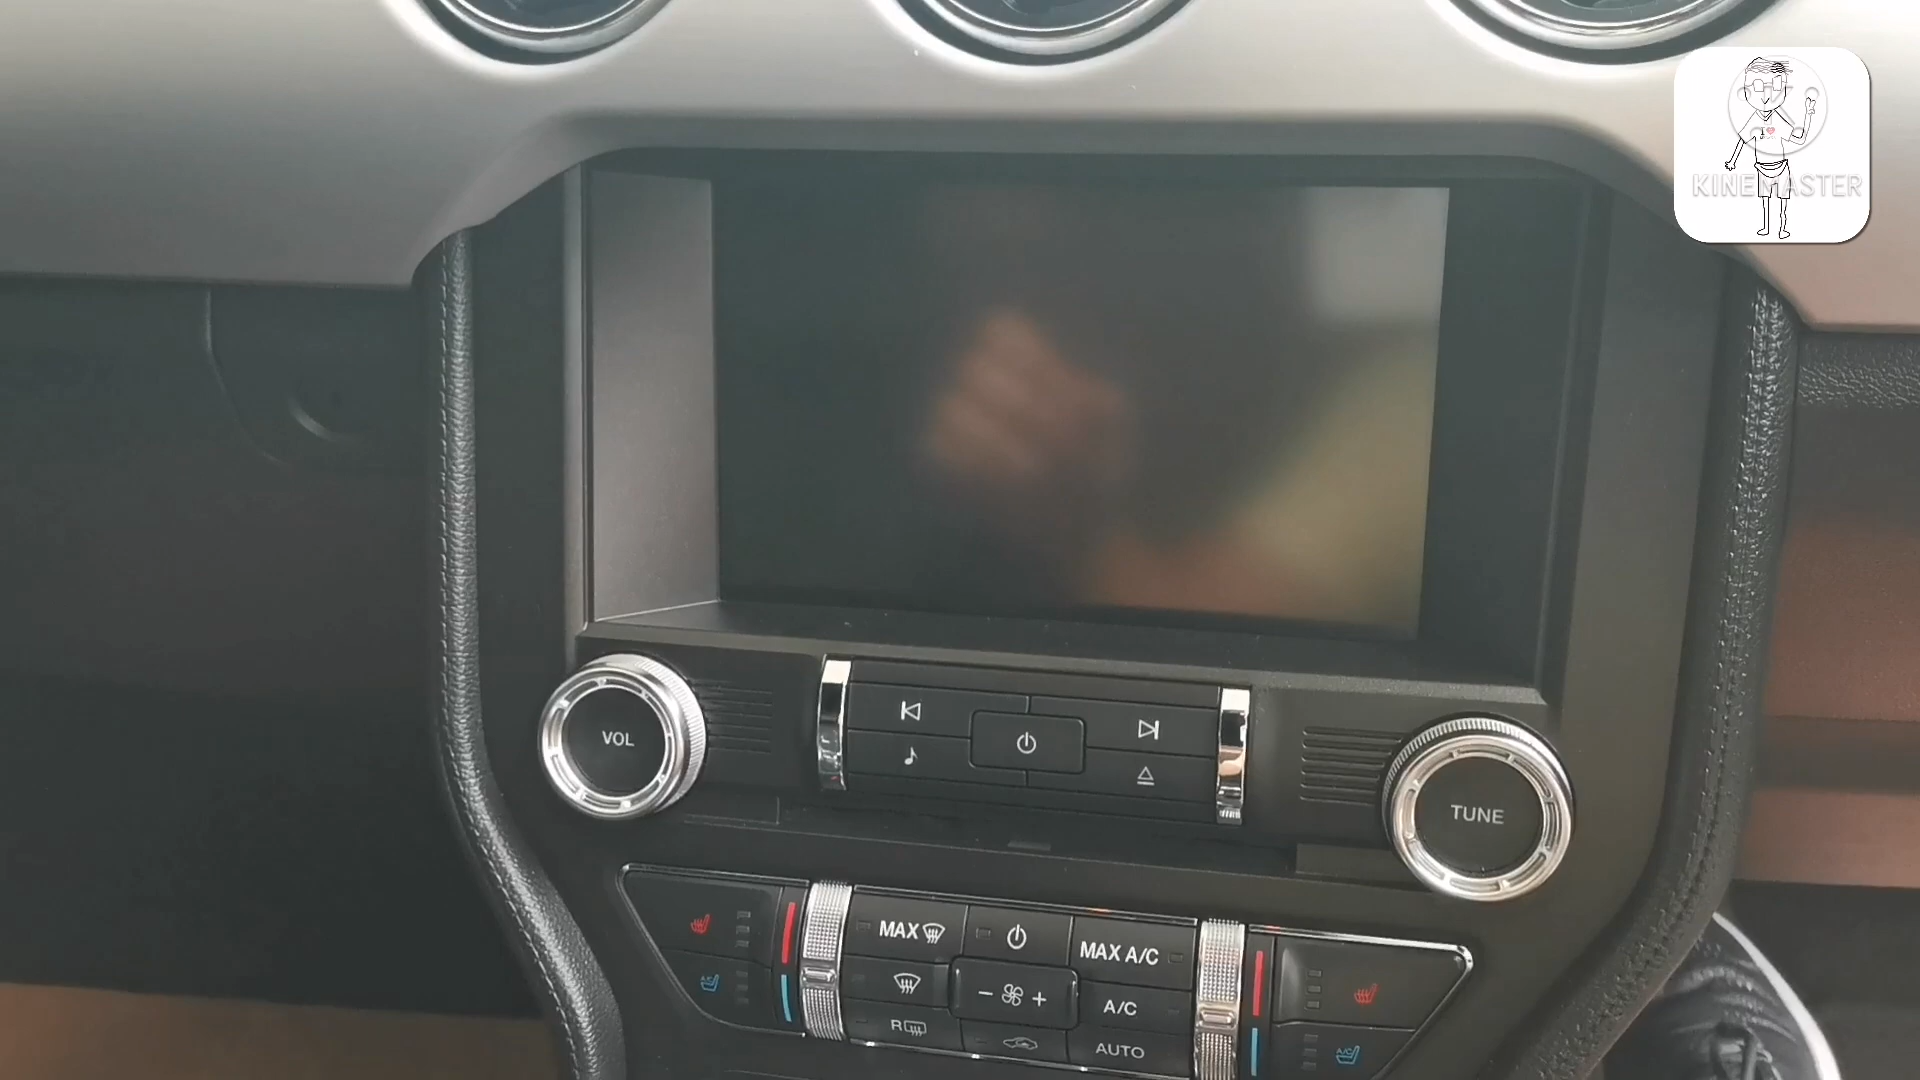 KINEMASTER
VOL
TUNE
MAX
MAX A/C
A/C
R
AUTO
A/C
A/C